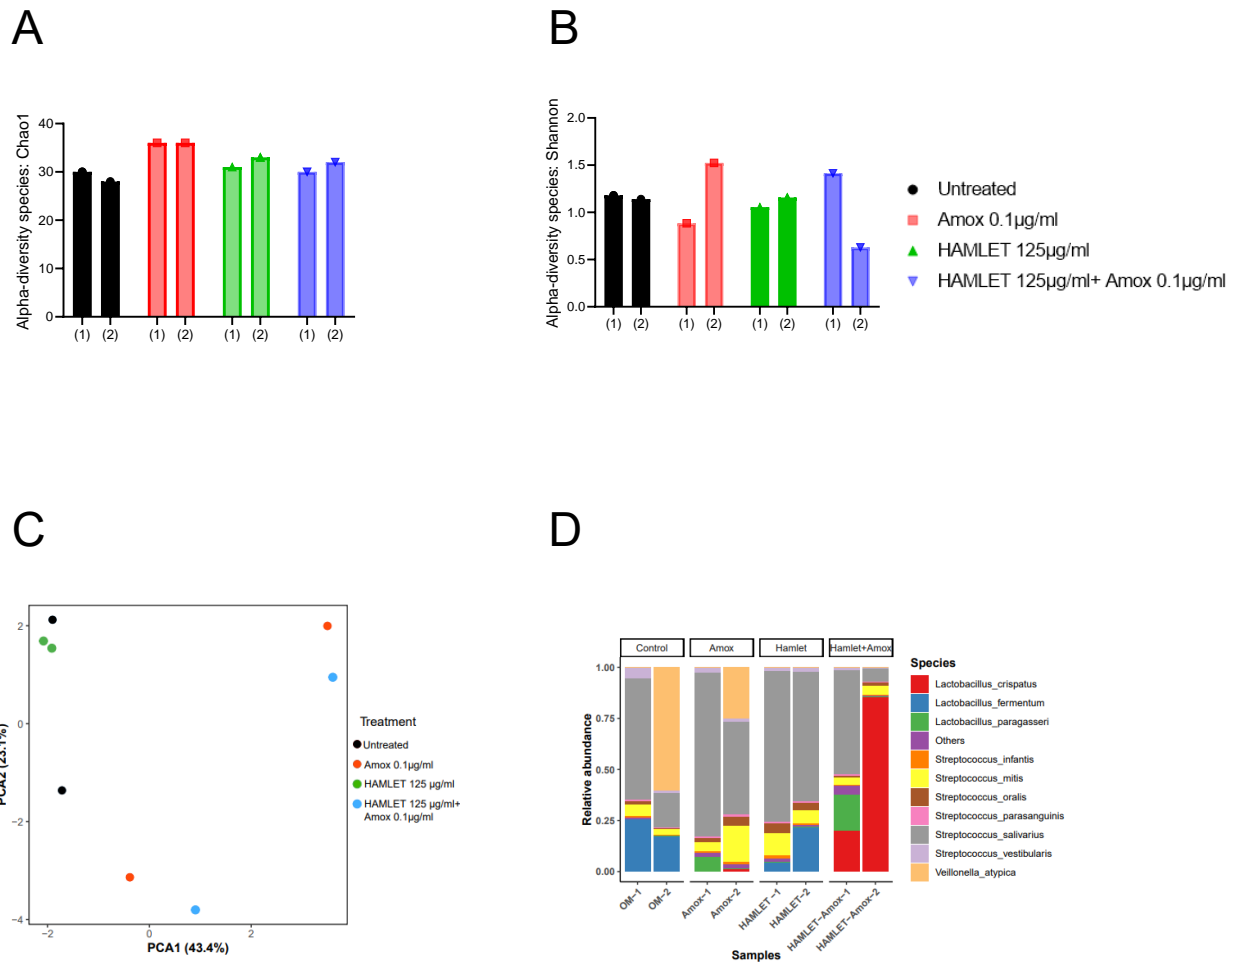 A
B
Alpha-diversity species: Chao1
40
30
20
10
0
(1) (2) (1) (2) (1) (2) (1) (2)
Alpha-diversity species: Shannon
2.0
1.5
1.0
0.5
0.0
(1) (2) (1) (2) (1) (2) (1) (2)
Untreated
Amox 0.1µg/ml
HAMLET 125µg/ml
HAMLET 125µg/ml+ Amox 0.1µg/ml
C
D
PCA2 (23.1%)
2
0
−2
−4
−2 0 2
PCA1 (43.4%)
Treatment
Untreated
Amox 0.1µg/ml
HAMLET 125 µg/ml
HAMLET 125 µg/ml+
Amox 0.1µg/ml
Control Amox Hamlet Hamlet+Amox
Relative abundance
1.00
0.75
0.50
0.25
0.00
OM−1 OM−2 Amox−1 Amox−2 HAMLET −1 HAMLET−2 HAMLET−Amox−1 HAMLET−Amox−2
Samples
Species
Lactobacillus_crispatus
Lactobacillus_fermentum
Lactobacillus_paragasseri
Others
Streptococcus_infantis
Streptococcus_mitis
Streptococcus_oralis
Streptococcus_parasanguinis
Streptococcus_salivarius
Streptococcus_vestibularis
Veillonella_atypica